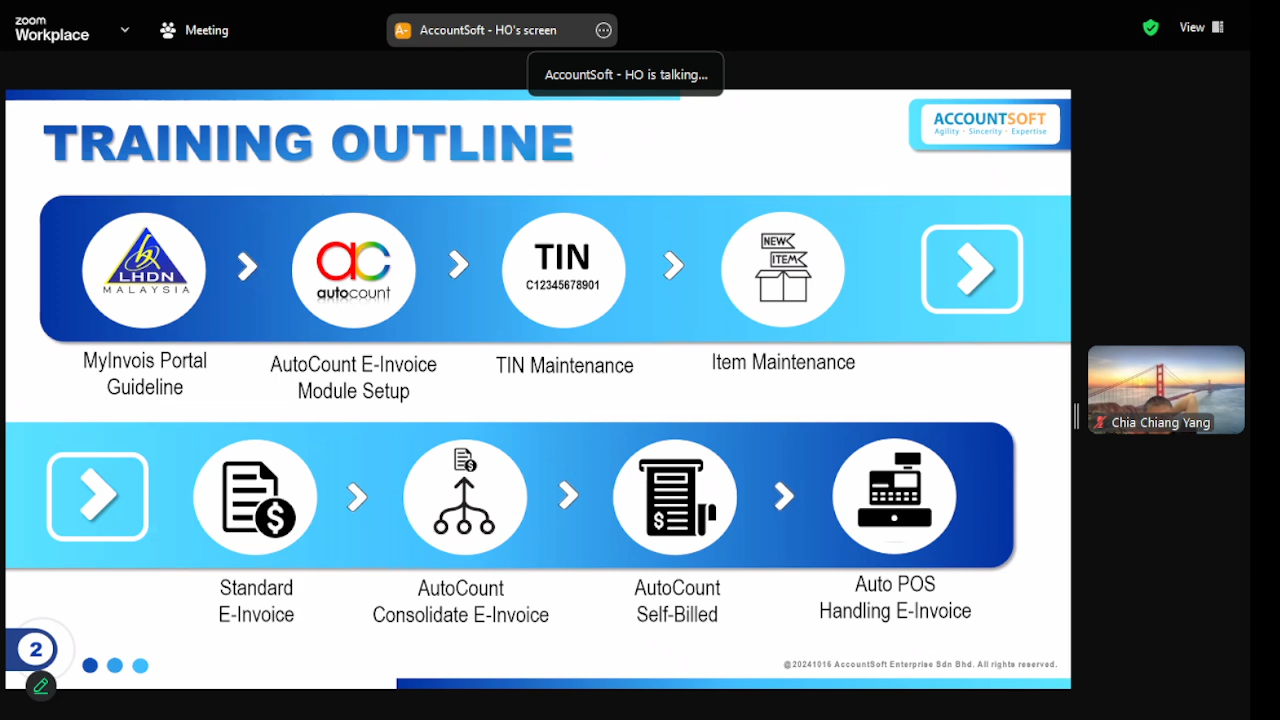 zoom
Workplace
Meeting
A-
AccountSoft - HO's screen
View
AccountSoft - HO is talking...
TRAINING OUTLINE
ACCOUNTSOFT
Agility · Sincerity · Expertise
LHDN
MALAYSIA
ac
autocount
TIN
C12345678901
NEW
ITEM
MyInvois Portal
Guideline
AutoCount E-Invoice
Module Setup
TIN Maintenance
Item Maintenance
Chia Chiang Yang
$
$
$
Standard
E-Invoice
AutoCount
Consolidate E-Invoice
AutoCount
Self-Billed
Auto POS
Handling E-Invoice
2
@20241016 AccountSoft Enterprise Sdn Bhd. All rights reserved.